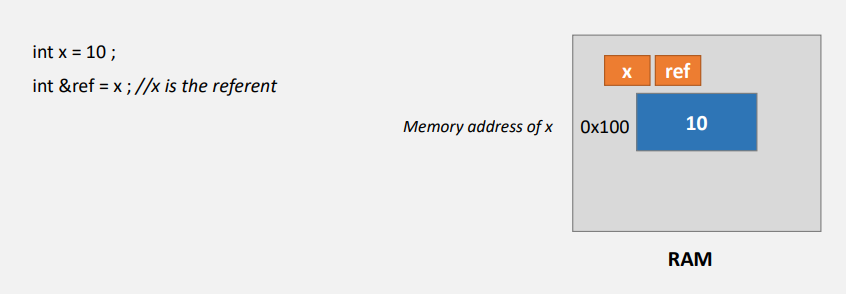 int x = 10 ;
int &ref = x ; //x is the referent
x ref
Memory address of x 0x100 10
RAM